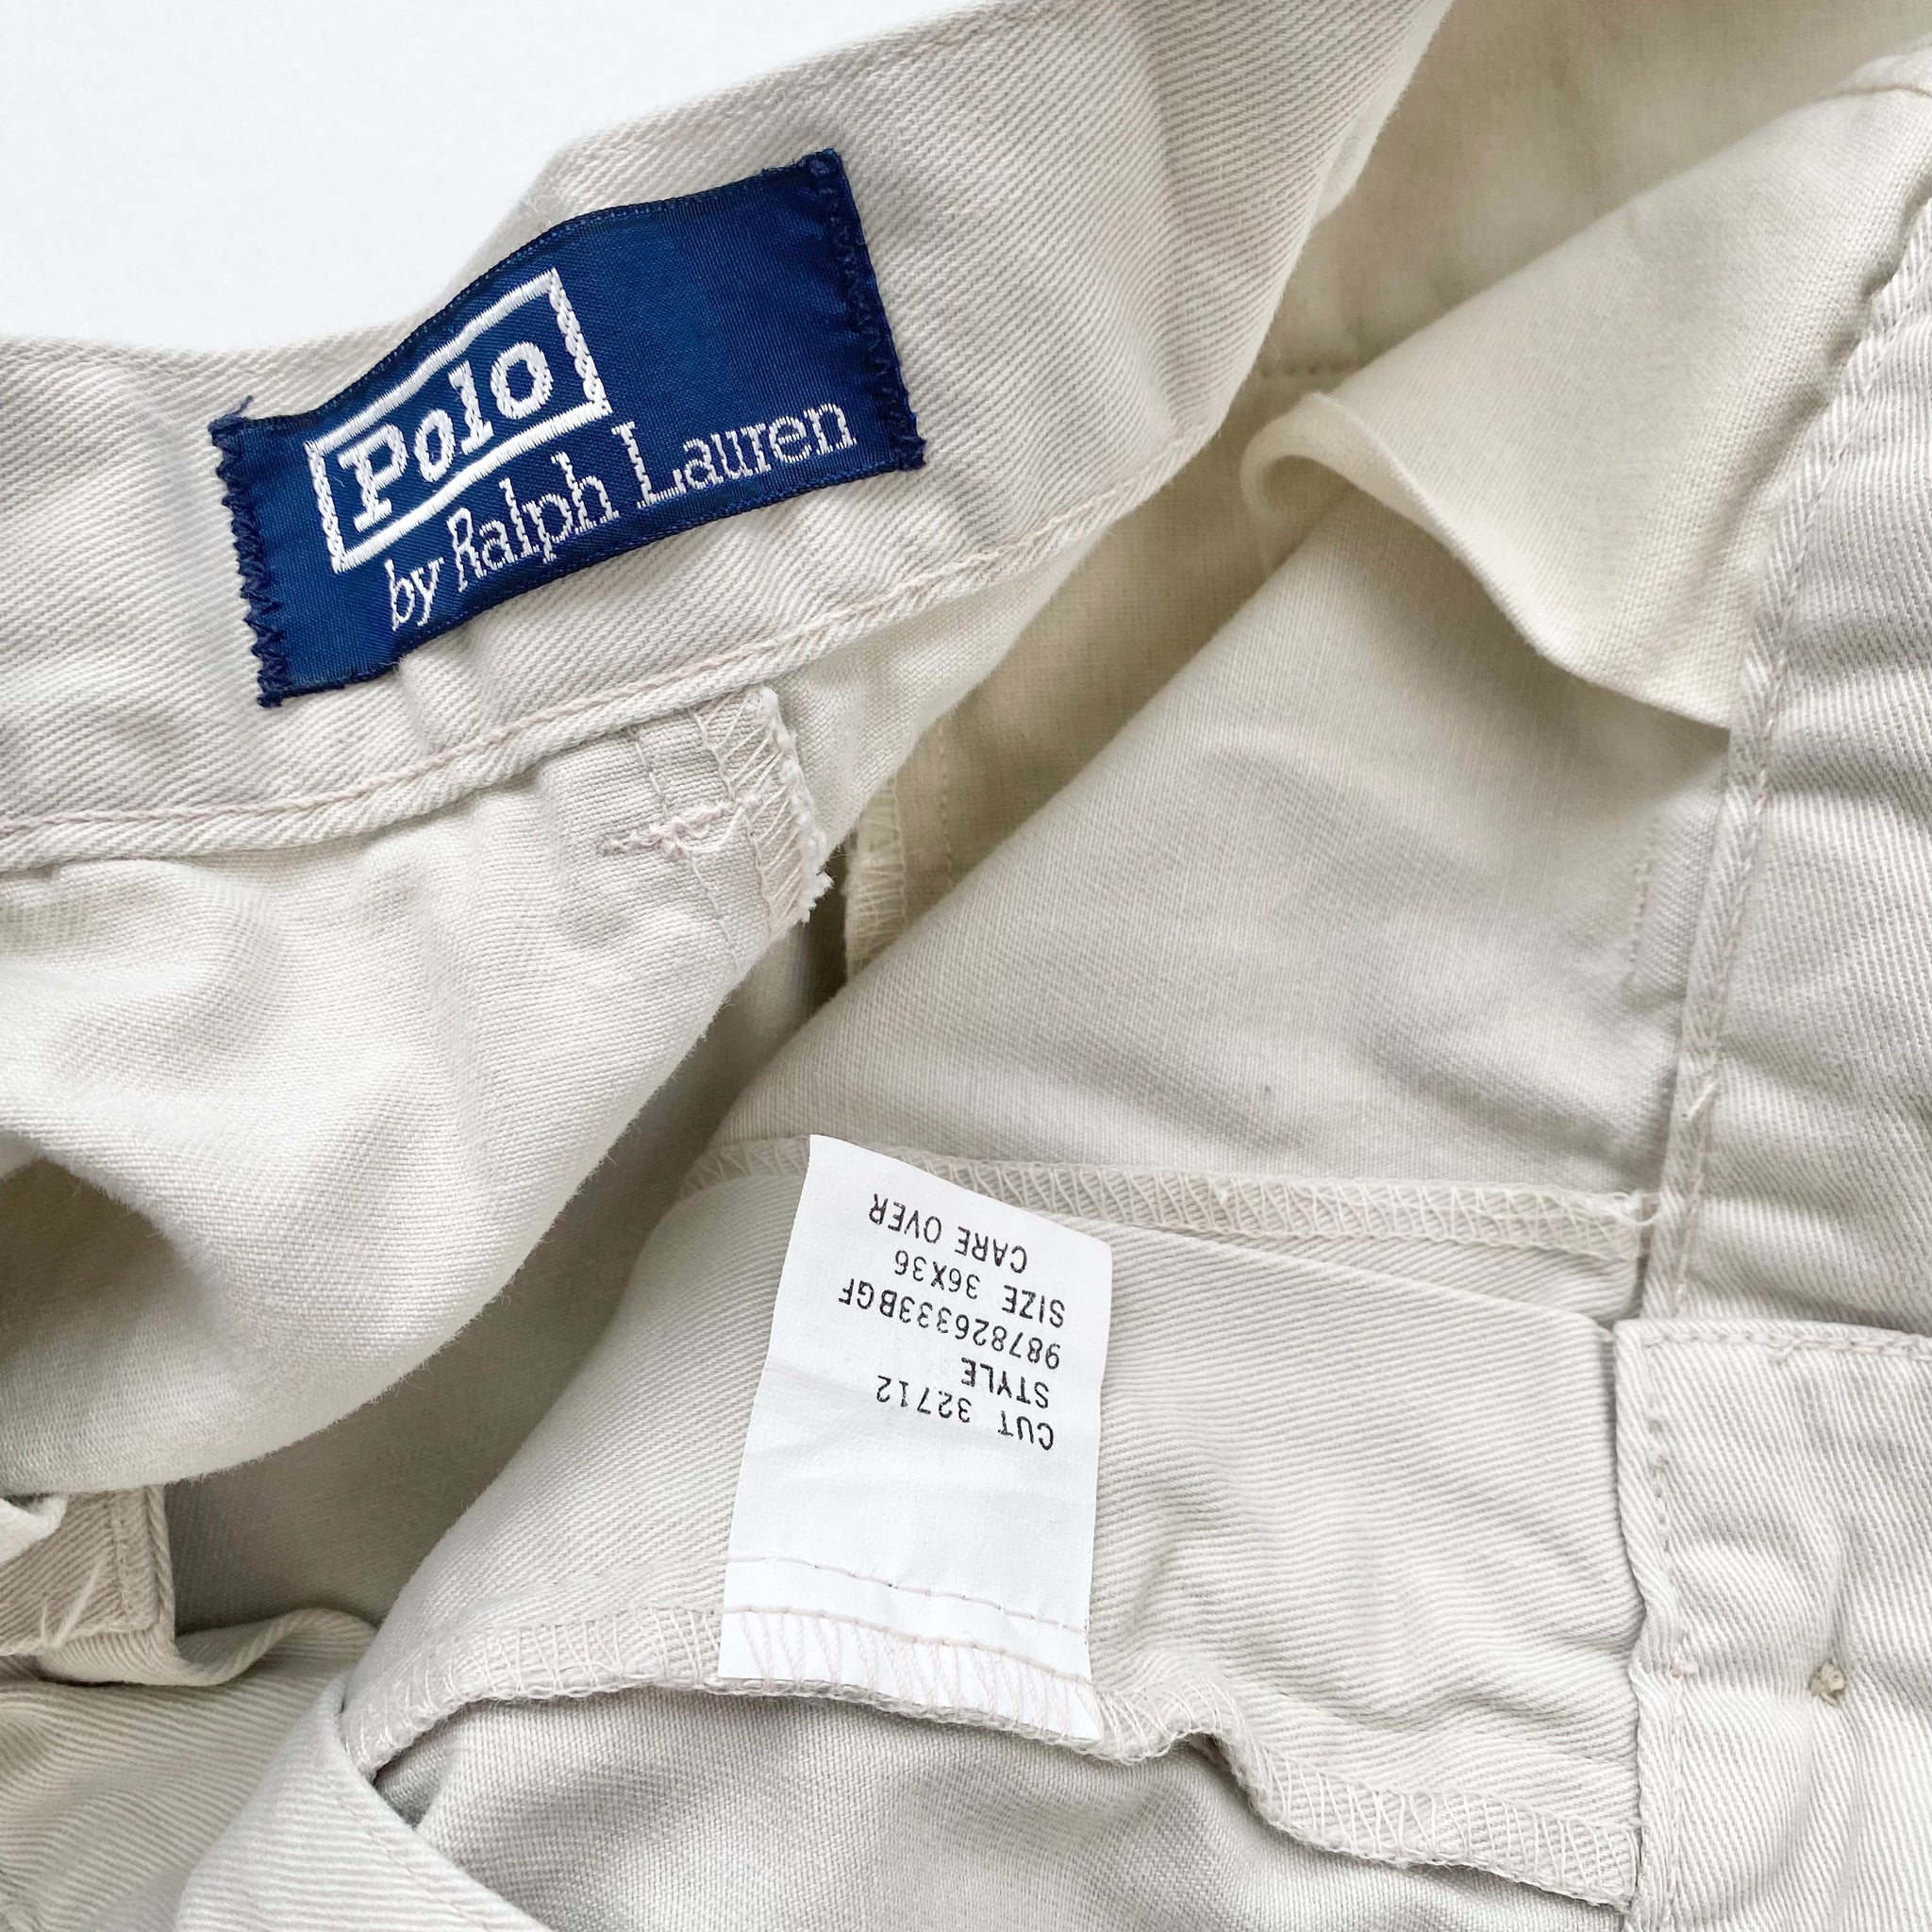 Polo
by Ralph Lauren
CUT 32712
STYLE
987826333BGF
SIZE 36X36
CARE OVER